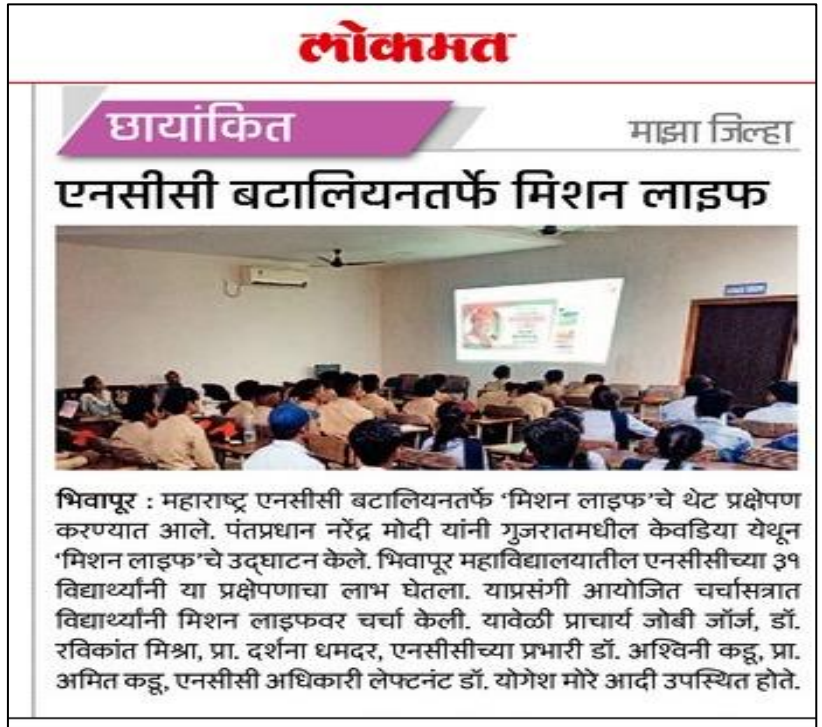 लोकमत
छायांकित
माझा जिल्हा
एनसीसी बटालियनतर्फे मिशन लाइफ
भिवापूर : महाराष्ट्र एनसीसी बटालियनतर्फे ‘मिशन लाइफ’चे थेट प्रक्षेपण
करण्यात आले. पंतप्रधान नरेंद्र मोदी यांनी गुजरातमधील केवडिया येथून
‘मिशन लाइफ’चे उद्घाटन केले. भिवापूर महाविद्यालयातील एनसीसीच्या ३१
विद्यार्थ्यांनी या प्रक्षेपणाचा लाभ घेतला. याप्रसंगी आयोजित चर्चासत्रात
विद्यार्थ्यांनी मिशन लाइफवर चर्चा केली. यावेळी प्राचार्य जोबी जॉर्ज, डॉ.
रविकांत मिश्रा, प्रा. दर्शना धमदर, एनसीसीच्या प्रभारी डॉ. अश्विनी कडू, प्रा.
अमित कडू, एनसीसी अधिकारी लेफ्टनंट डॉ. योगेश मोरे आदी उपस्थित होते.